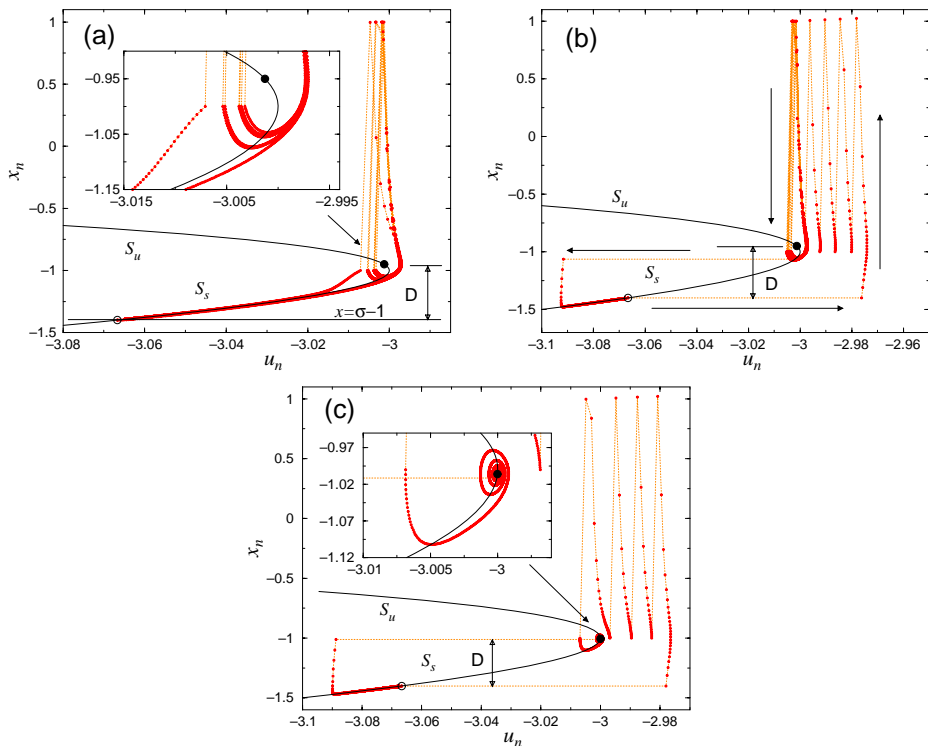 (a)
1
0.5
0
−0.5
−1
−1.5
x_n
−0.95
−1.05
−1.15
−3.015
−3.005
−2.995
S_u
S_s
D
x=σ−1
−3.08
−3.06
−3.04
−3.02
−3
u_n
(b)
1
0.5
0
−0.5
−1
−1.5
x_n
S_u
S_s
D
−3.1
−3.08
−3.06
−3.04
−3.02
−3
−2.98
−2.96
u_n
(c)
1
0.5
0
−0.5
−1
−1.5
x_n
−0.97
−1.02
−1.07
−1.12
−3.01
−3.005
−3
S_u
S_s
D
−3.1
−3.08
−3.06
−3.04
−3.02
−3
−2.98
u_n